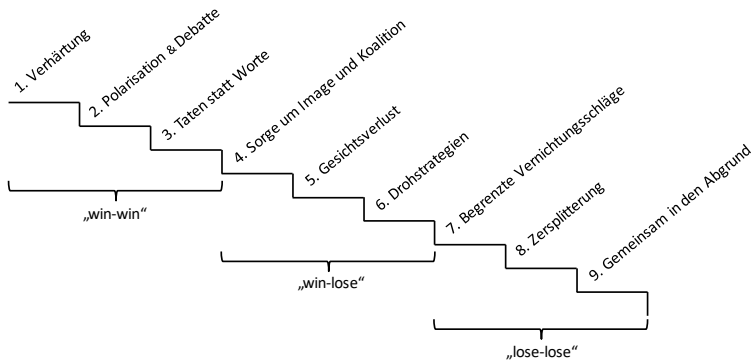 1. Verhärtung
2. Polarisation & Debatte
3. Taten statt Worte
4. Sorge um Image und Koalition
5. Gesichtsverlust
6. Drohstrategien
7. Begrenzte Vernichtungsschläge
8. Zersplitterung
9. Gemeinsam in den Abgrund
„win-win“
„win-lose“
„lose-lose“